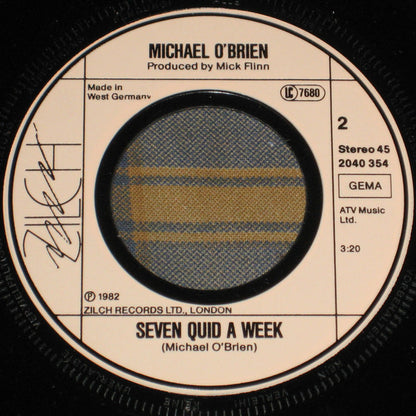 MICHAEL O'BRIEN
Produced by Mick Flinn
Made in
West Germany
LC 7680
2
Stereo 45
2040 354
GEMA
ATV Music
Ltd.
3:20
ZILCH
℗ 1982
ZILCH RECORDS LTD., LONDON
SEVEN QUID A WEEK
(Michael O'Brien)